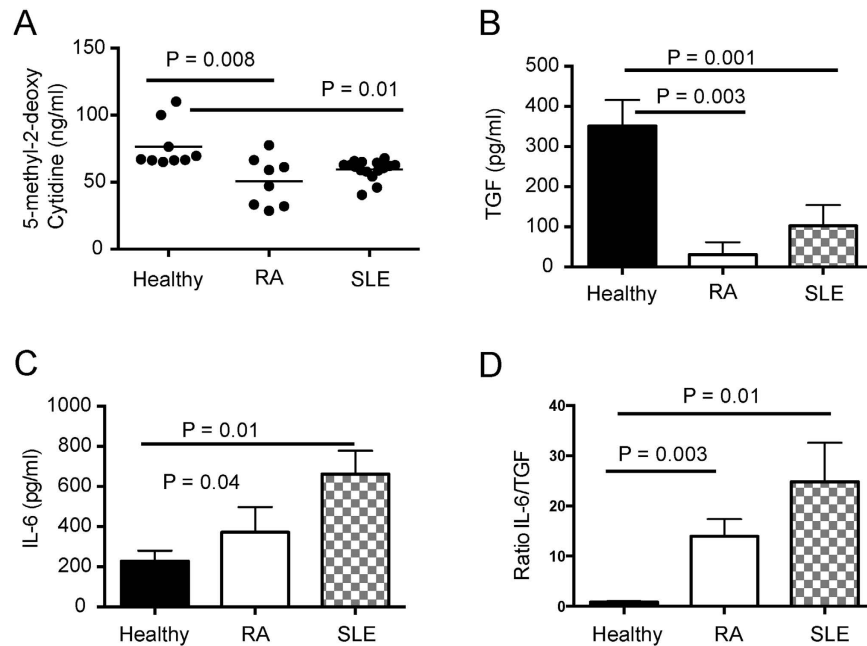 A
P = 0.008
P = 0.01
5-methyl-2-deoxy
Cytidine (ng/ml)
150
100
50
0
Healthy RA SLE
B
P = 0.001
P = 0.003
TGF (pg/ml)
500
400
300
200
100
0
Healthy RA SLE
C
P = 0.01
P = 0.04
IL-6 (pg/ml)
1000
800
600
400
200
0
Healthy RA SLE
D
P = 0.01
P = 0.003
Ratio IL-6/TGF
40
30
20
10
0
Healthy RA SLE